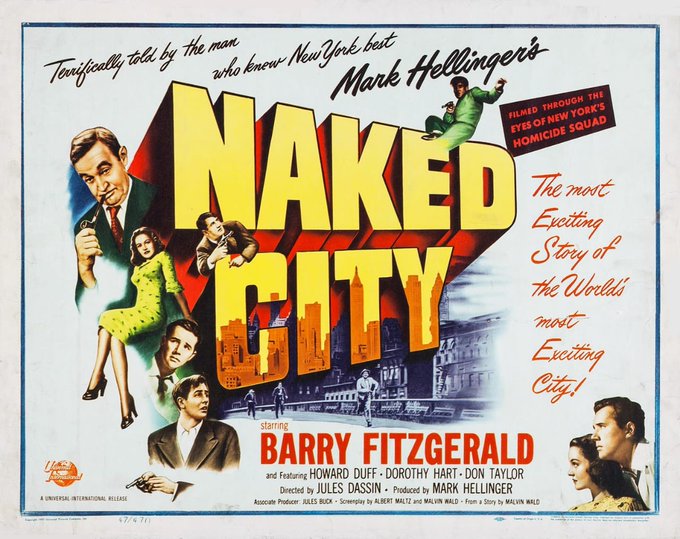 Terrifically told by the man
who knew New York best
Mark Hellinger's
NAKED
CITY
FILMED THROUGH THE
EYES OF NEW YORK'S
HOMICIDE SQUAD
The most
Exciting
Story of
the World's
most
Exciting
City!
starring
BARRY FITZGERALD
and Featuring HOWARD DUFF • DOROTHY HART • DON TAYLOR
Directed by JULES DASSIN • Produced by MARK HELLINGER
Associate Producer: JULES BUCK • Screenplay by ALBERT MALTZ and MALVIN WALD • From a Story by MALVIN WALD
Universal
International
A UNIVERSAL-INTERNATIONAL RELEASE